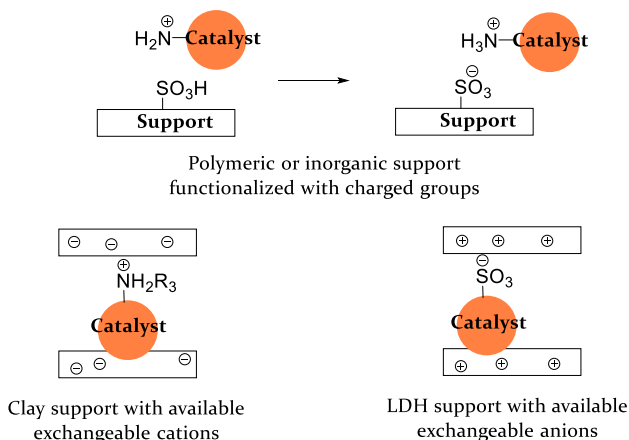 ⊕
H2N Catalyst
SO3H
Support
⊕
H3N Catalyst
⊖
SO3
Support
Polymeric or inorganic support
functionalized with charged groups
⊖ ⊖ ⊖
⊕
NH2R3
Catalyst
⊖ ⊖ ⊖
Clay support with available
exchangeable cations
⊕ ⊕ ⊕
⊖
SO3
Catalyst
⊕ ⊕ ⊕
LDH support with available
exchangeable anions